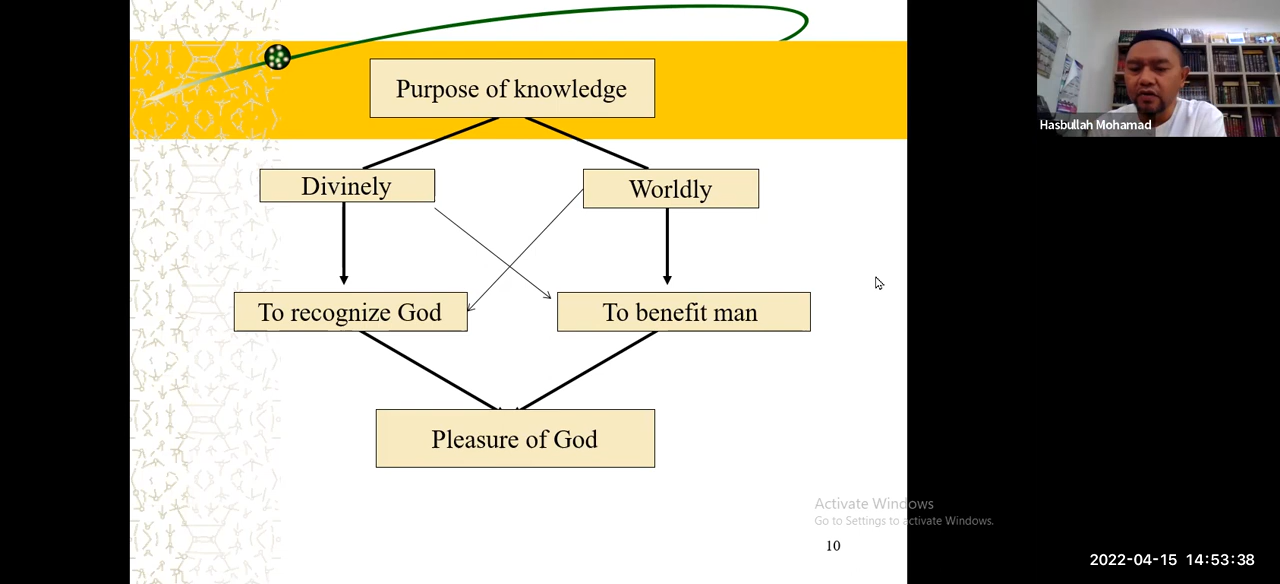 Purpose of knowledge
Hasbullah Mohamad
Divinely
Worldly
To recognize God
To benefit man
Pleasure of God
Activate Windows
Go to Settings to activate Windows.
10
2022-04-15 14:53:38